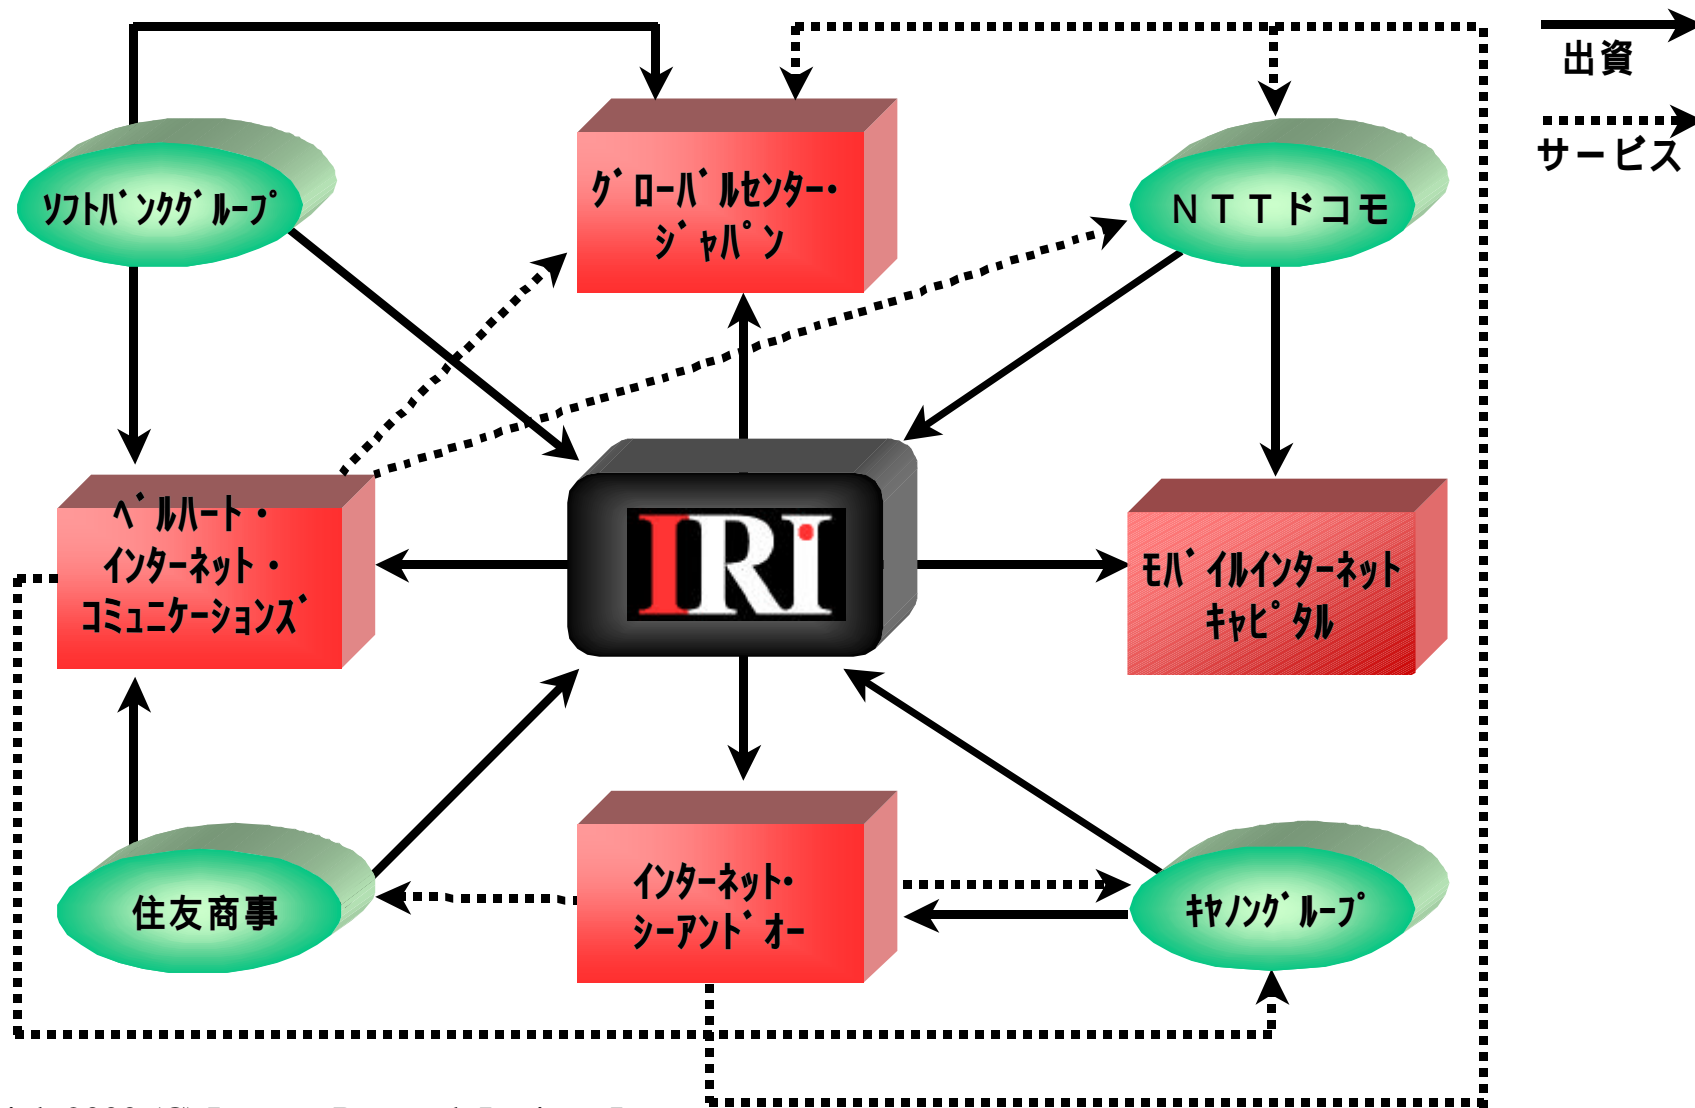 出資
サービス
ｿﾌﾄﾊﾞﾝｸｸﾞﾙｰﾌﾟ
ｸﾞﾛｰﾊﾞﾙｾﾝﾀｰ・
ｼﾞｬﾊﾟﾝ
ＮＴＴドコモ
ﾍﾞﾙﾊｰﾄ・
ｲﾝﾀｰﾈｯﾄ・
ｺﾐｭﾆｹｰｼｮﾝｽﾞ
IRI
ﾓﾊﾞｲﾙｲﾝﾀｰﾈｯﾄ
ｷｬﾋﾟﾀﾙ
住友商事
ｲﾝﾀｰﾈｯﾄ・
ｼｰｱﾝﾄﾞｵｰ
ｷﾔﾉﾝｸﾞﾙｰﾌﾟ